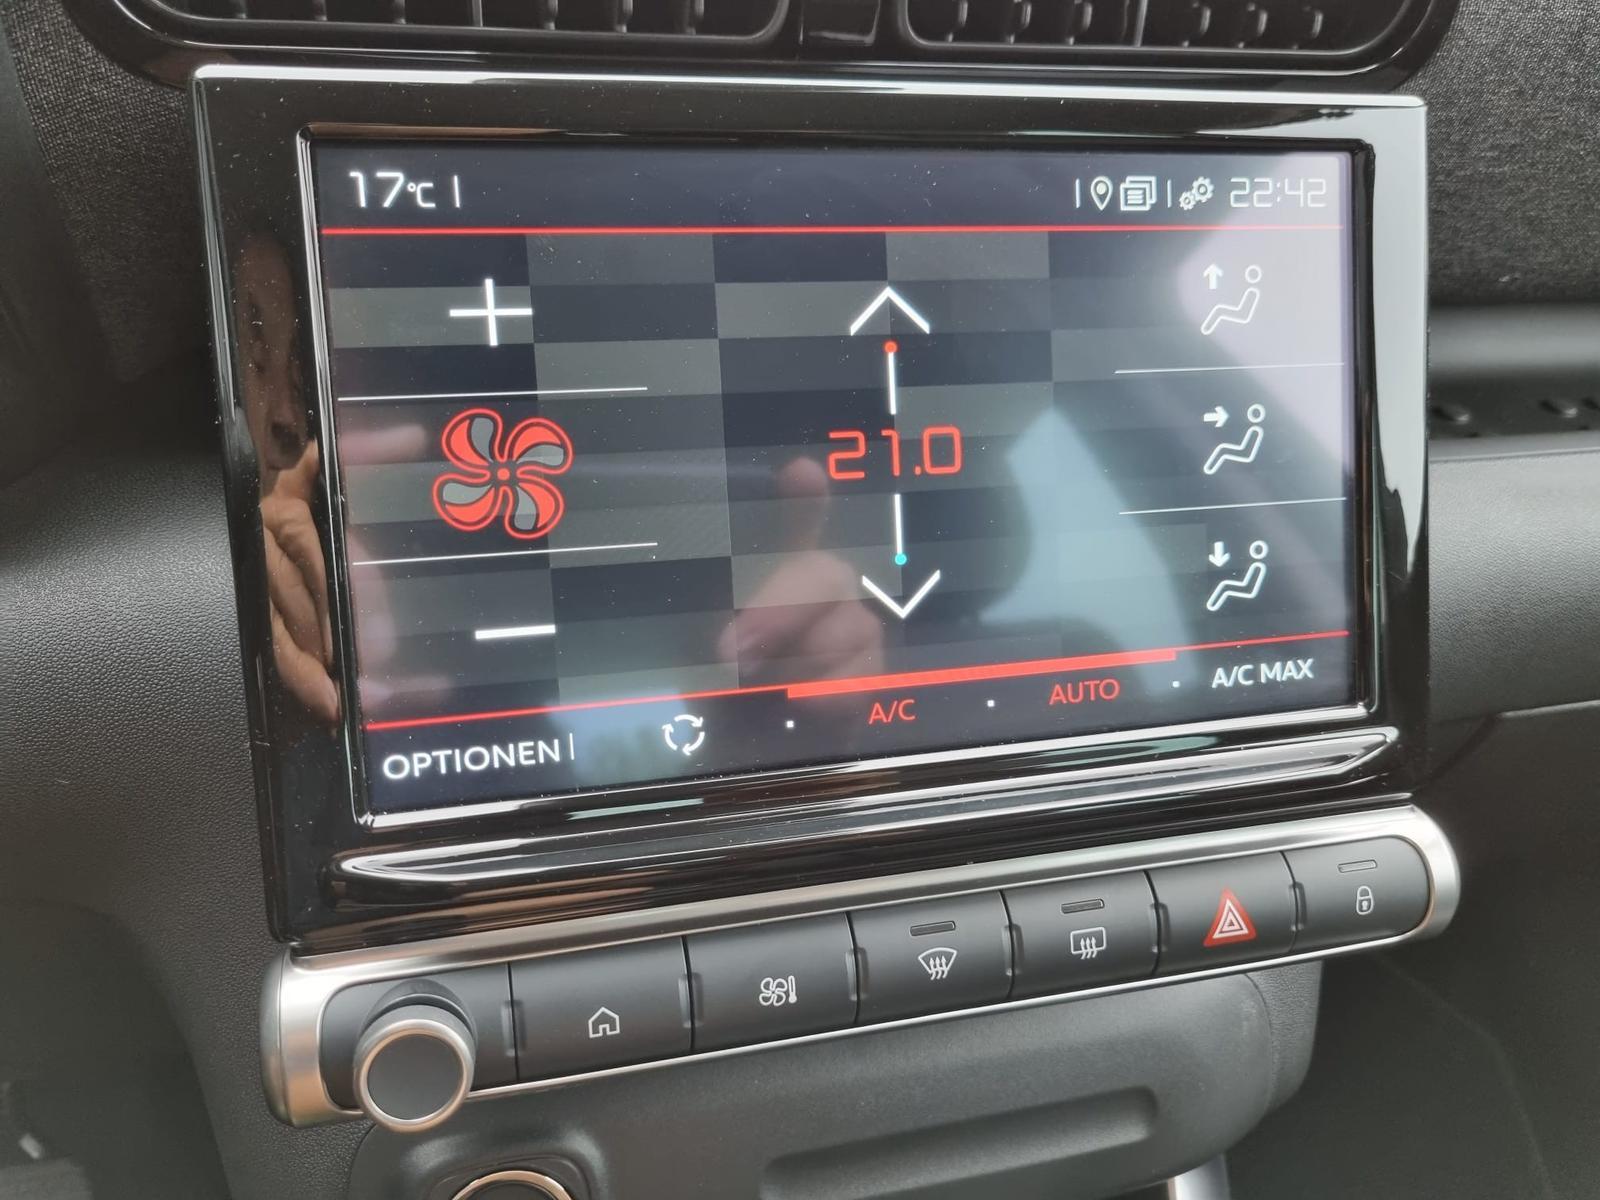 17°C | 22:42
21.0
OPTIONEN | A/C AUTO A/C MAX